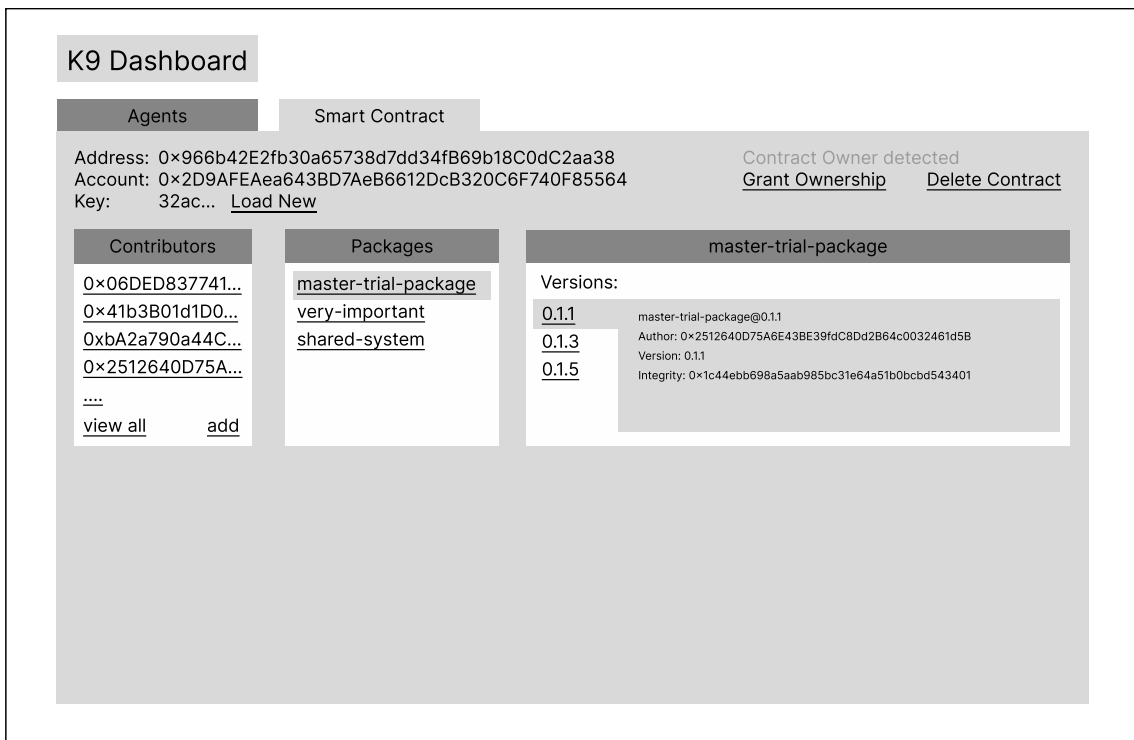 K9 Dashboard
Agents
Smart Contract
Address: 0×966b42E2fb30a65738d7dd34fB69b18C0dC2aa38
Account: 0×2D9AFEAea643BD7AeB6612DcB320C6F740F85564
Key: 32ac... Load New
Contract Owner detected
Grant Ownership Delete Contract
Contributors
0×06DED837741...
0×41b3B01d1D0...
0xbA2a790a44C...
0×2512640D75A...
....
view all add
Packages
master-trial-package
very-important
shared-system
master-trial-package
Versions:
0.1.1
0.1.3
0.1.5
master-trial-package@0.1.1
Author: 0×2512640D75A6E43BE39fdC8Dd2B64c0032461d5B
Version: 0.1.1
Integrity: 0×1c44ebb698a5aab985bc31e64a51b0bcbd543401